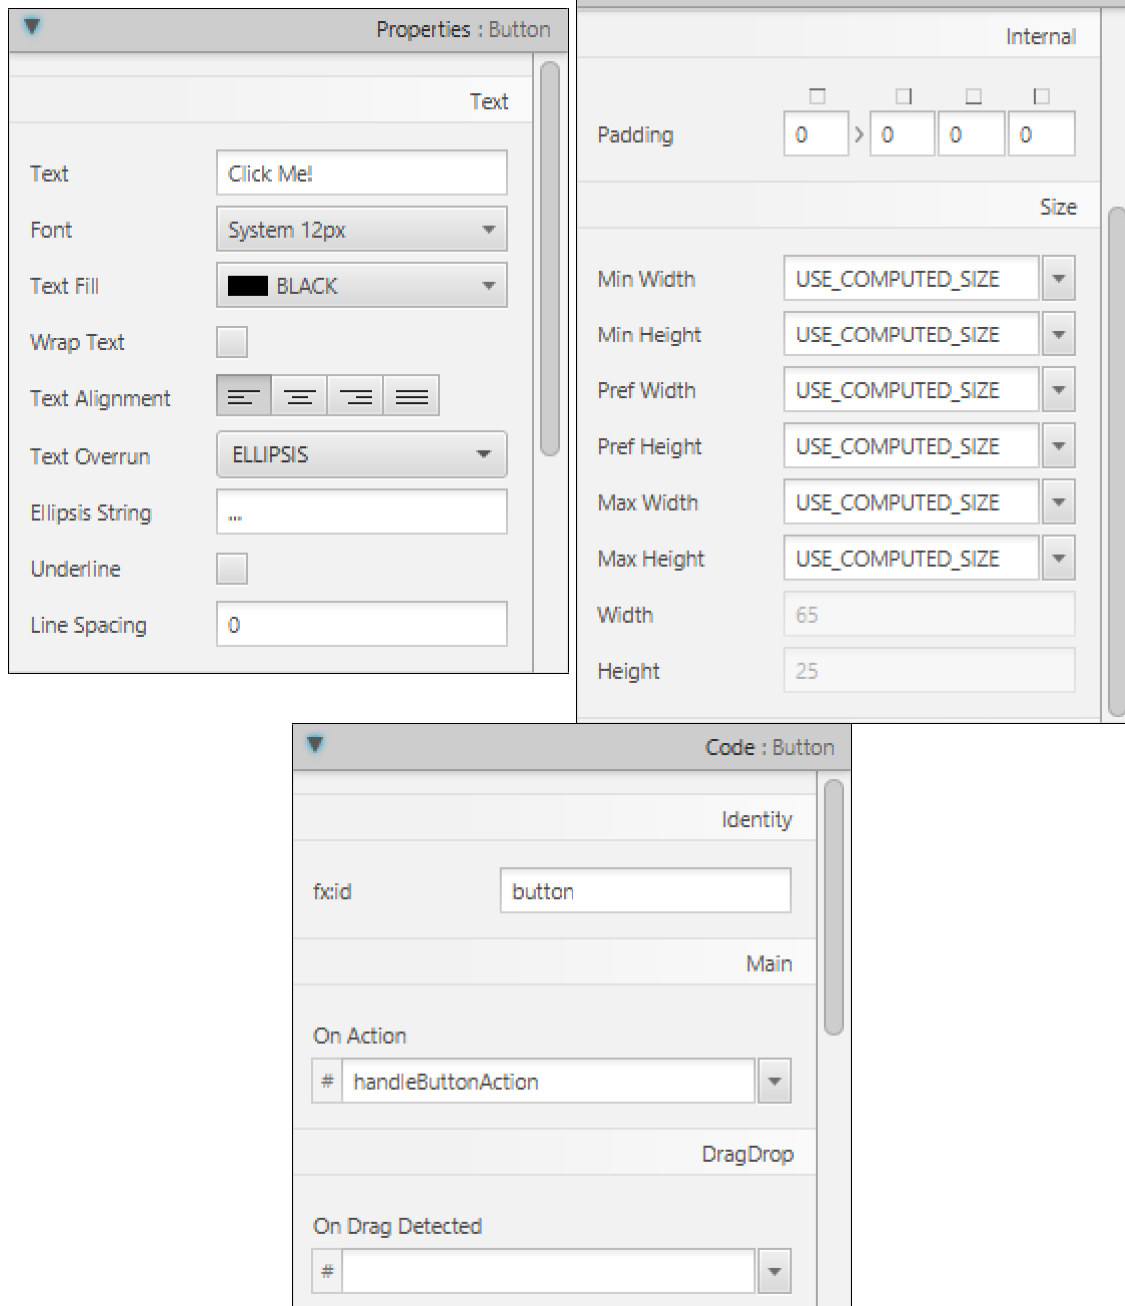 Properties : Button
Text
Text Click Me!
Font System 12px
Text Fill BLACK
Wrap Text
Text Alignment
Text Overrun ELLIPSIS
Ellipsis String ...
Underline
Line Spacing 0
Internal
Padding 0 > 0 0 0
Size
Min Width USE_COMPUTED_SIZE
Min Height USE_COMPUTED_SIZE
Pref Width USE_COMPUTED_SIZE
Pref Height USE_COMPUTED_SIZE
Max Width USE_COMPUTED_SIZE
Max Height USE_COMPUTED_SIZE
Width 65
Height 25
Code : Button
Identity
fx:id button
Main
On Action
# handleButtonAction
DragDrop
On Drag Detected
#